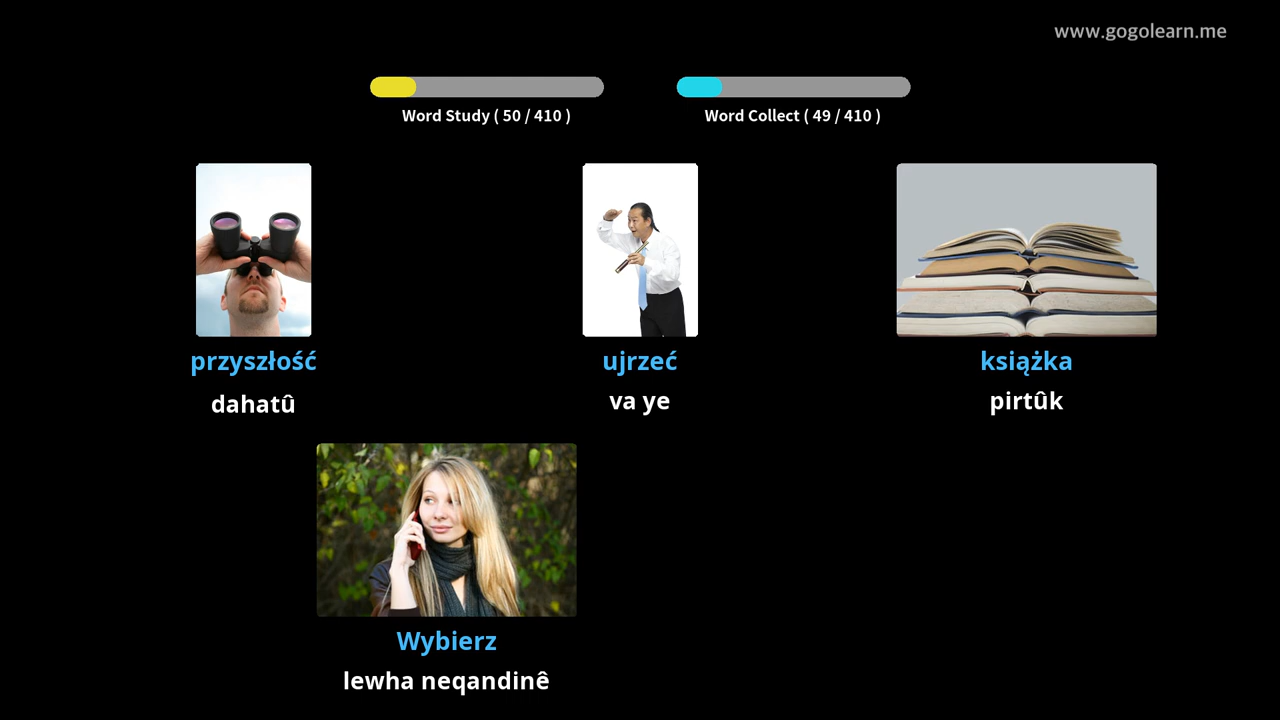 www.gogolearn.me
Word Study ( 50 / 410 )
Word Collect ( 49 / 410 )
przyszłość
dahatû
ujrzeć
va ye
książka
pirtûk
Wybierz
lewha neqandinê